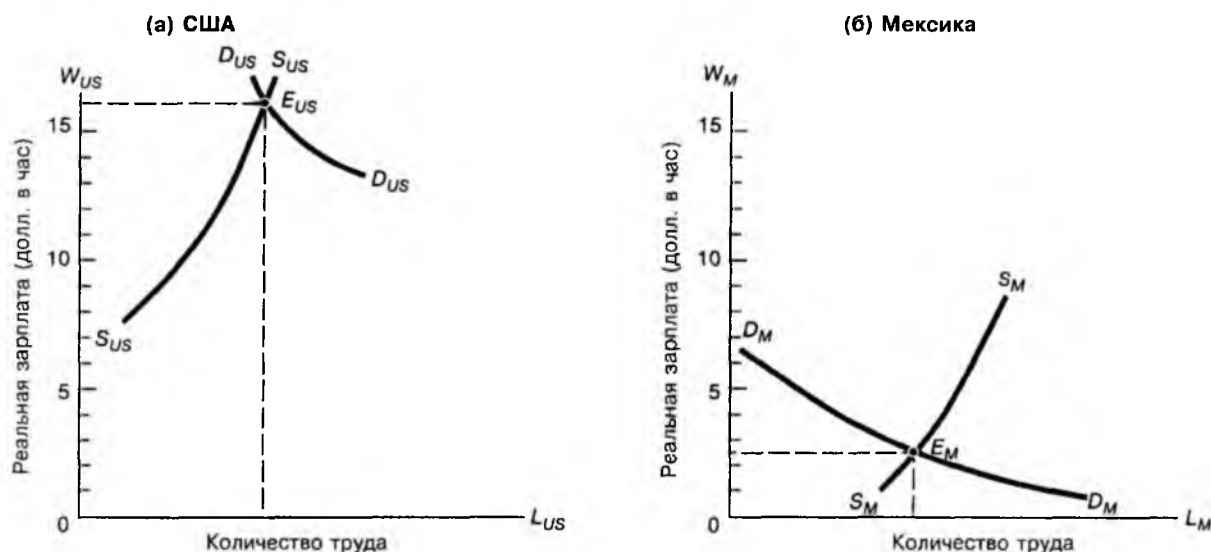 (а) США
W_US
Реальная зарплата (долл. в час)
15
10
5
0
D_US
S_US
E_US
D_US
S_US
L_US
Количество труда
(б) Мексика
W_M
Реальная зарплата (долл. в час)
15
10
5
0
S_M
D_M
E_M
S_M
D_M
L_M
Количество труда